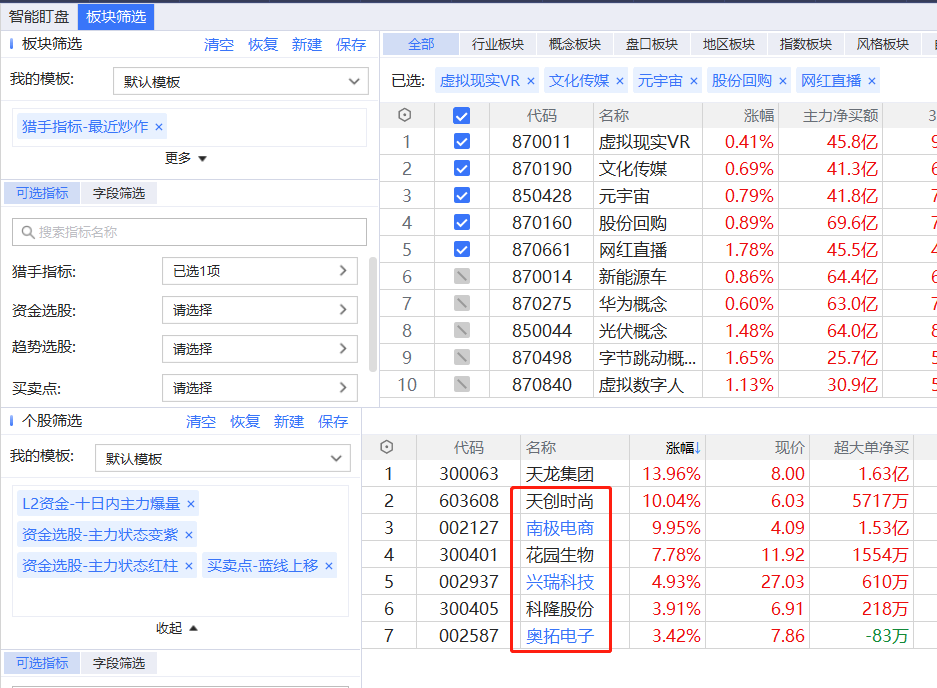 智能盯盘 板块筛选
板块筛选 清空 恢复 新建 保存
我的模板: 默认模板
猎手指标-最近炒作 ×
更多 ▼
可选指标 字段筛选
搜索指标名称
猎手指标: 已选1项 >
资金选股: 请选择 >
趋势选股: 请选择 >
买卖点: 请选择 >
全部 行业板块 概念板块 盘口板块 地区板块 指数板块 风格板块
已选: 虚拟现实VR × 文化传媒 × 元宇宙 × 股份回购 × 网红直播 ×
代码 名称 涨幅 主力净买额 3
1 870011 虚拟现实VR 0.41% 45.8亿
2 870190 文化传媒 0.69% 41.3亿
3 850428 元宇宙 0.79% 41.8亿
4 870160 股份回购 0.89% 69.6亿
5 870661 网红直播 1.78% 45.5亿
6 870014 新能源车 0.86% 64.4亿
7 870275 华为概念 0.60% 63.0亿
8 850044 光伏概念 1.48% 64.0亿
9 870498 字节跳动概... 1.65% 25.7亿
10 870840 虚拟数字人 1.13% 30.9亿
个股筛选 清空 恢复 新建 保存
我的模板: 默认模板
L2资金-十日内主力爆量 ×
资金选股-主力状态变紫 ×
资金选股-主力状态红柱 × 买卖点-蓝线上移 ×
收起 ▲
可选指标 字段筛选
代码 名称 涨幅↓ 现价 超大单净买
1 300063 天龙集团 13.96% 8.00 1.63亿
2 603608 天创时尚 10.04% 6.03 5717万
3 002127 南极电商 9.95% 4.09 1.53亿
4 300401 花园生物 7.78% 11.92 1554万
5 002937 兴瑞科技 4.93% 27.03 610万
6 300405 科隆股份 3.91% 6.91 218万
7 002587 奥拓电子 3.42% 7.86 -83万